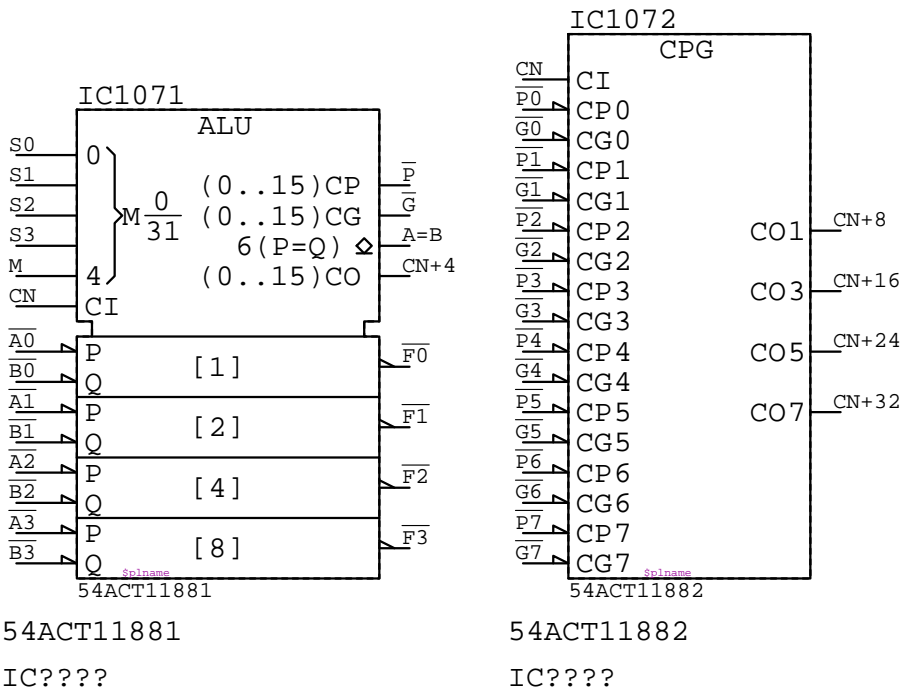 IC1071
ALU
S0
0
S1
(0..15)CP
P
S2
M 0
31
(0..15)CG
G
S3
6(P=Q)
A=B
M
4
(0..15)CO
CN+4
CN
CI
A0
P
[1]
F0
B0
Q
A1
P
[2]
F1
B1
Q
A2
P
[4]
F2
B2
Q
A3
P
[8]
F3
B3
Q
$plname
54ACT11881
54ACT11881
IC????
IC1072
CPG
CN
CI
P0
CP0
G0
CG0
P1
CP1
G1
CG1
P2
CP2
CO1
CN+8
G2
CG2
P3
CP3
CO3
CN+16
G3
CG3
P4
CP4
CO5
CN+24
G4
CG4
P5
CP5
CO7
CN+32
G5
CG5
P6
CP6
G6
CG6
P7
CP7
G7
CG7
$plname
54ACT11882
54ACT11882
IC????